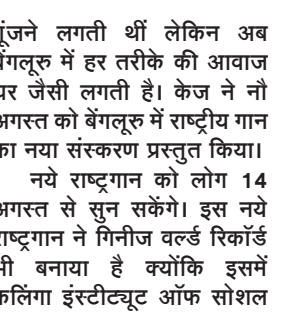 गूंजने लगती थीं लेकिन अब
बेंगलूरु में हर तरीके की आवाज
घर जैसी लगती है। केज ने नौ
अगस्त को बेंगलूरु में राष्ट्रीय गान
का नया संस्करण प्रस्तुत किया।
नये राष्ट्रगान को लोग 14
अगस्त से सुन सकेंगे। इस नये
राष्ट्रगान ने गिनीज वर्ल्ड रिकॉर्ड
भी बनाया है क्योंकि इसमें
कलिंगा इंस्टीट्यूट ऑफ सोशल